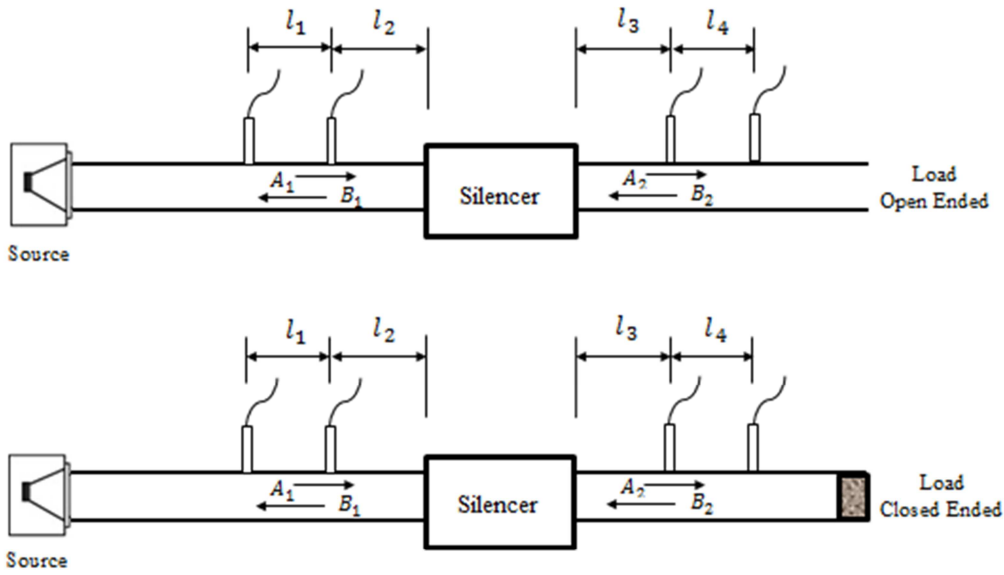 l₁ l₂ l₃ l₄
A₁ B₁ Silencer A₂ B₂
Load
Open Ended
Source
l₁ l₂ l₃ l₄
A₁ B₁ Silencer A₂ B₂
Load
Closed Ended
Source